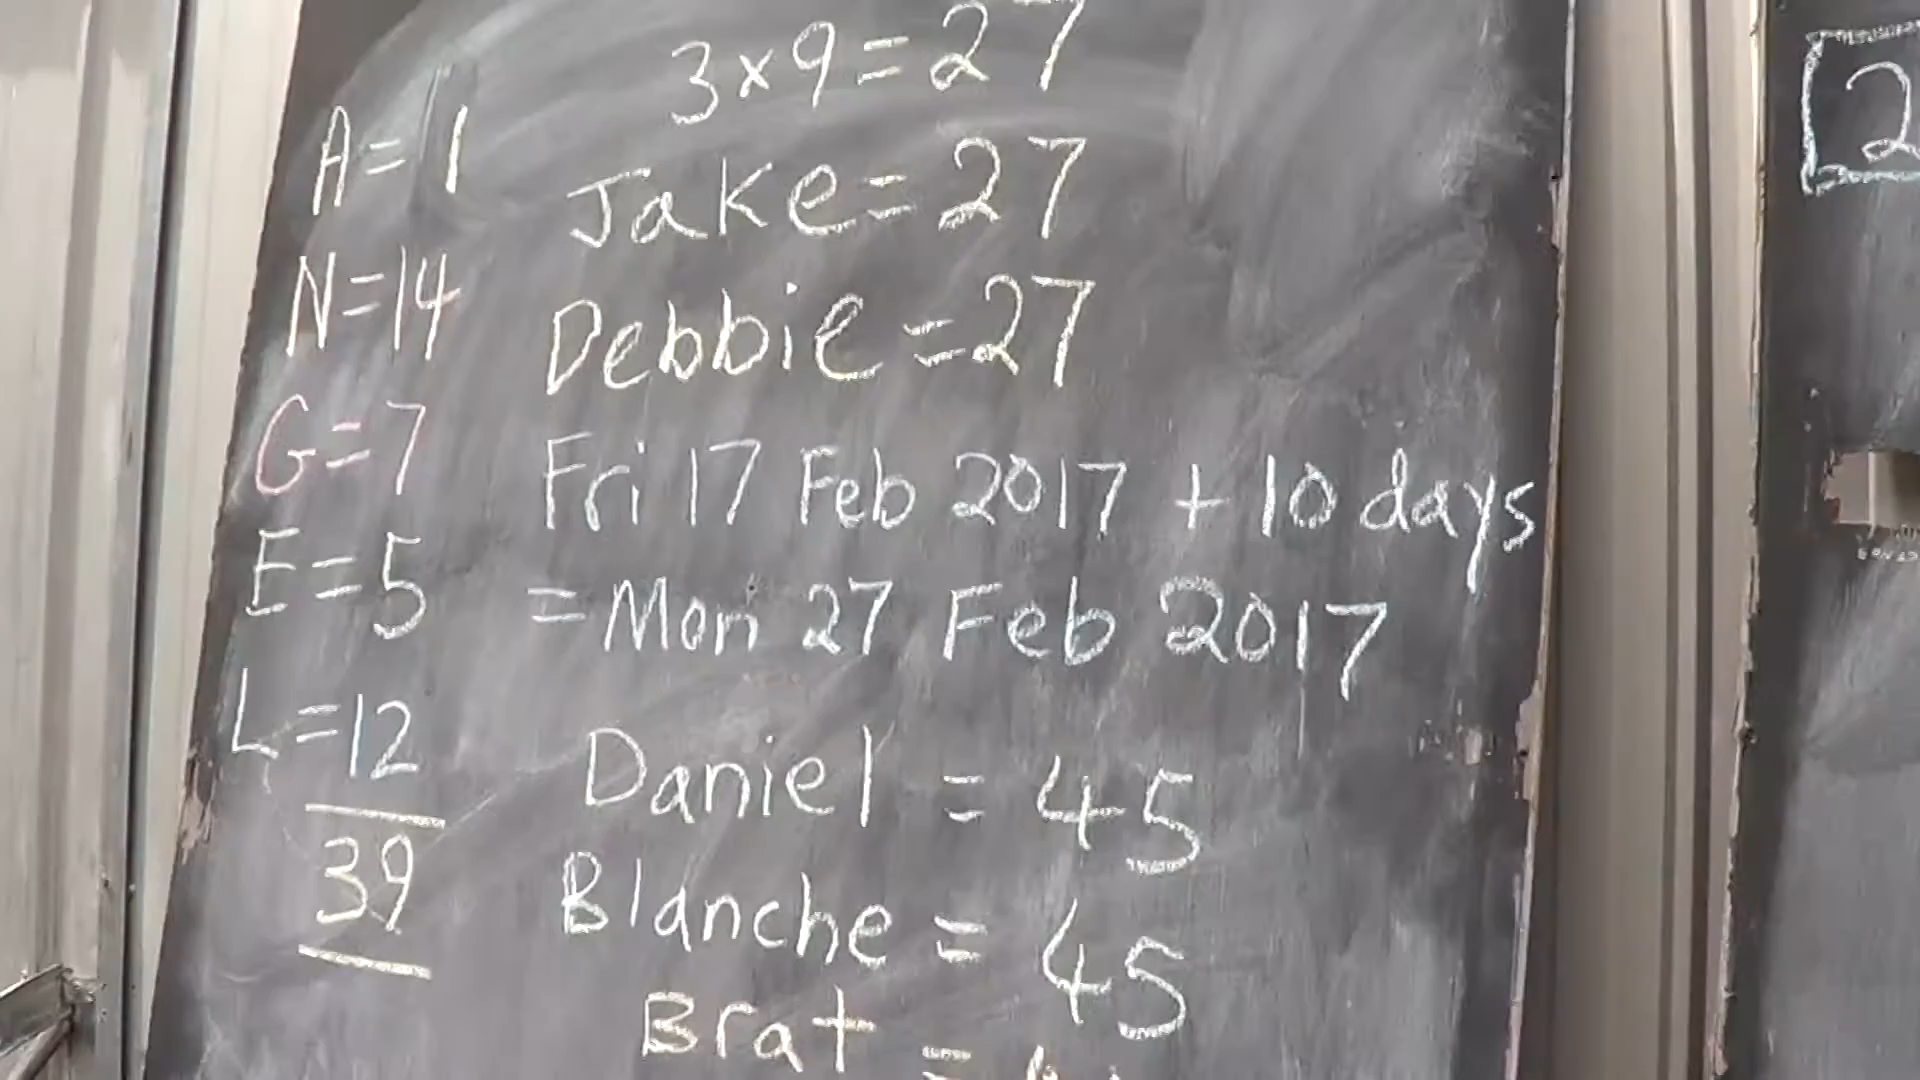 3x9=27
A=1
Jake=27
N=14
Debbie=27
G=7
Fri 17 Feb 2017 + 10 days
E=5
=Mon 27 Feb 2017
L=12
39
Daniel = 45
Blanche = 45
Brat =
2